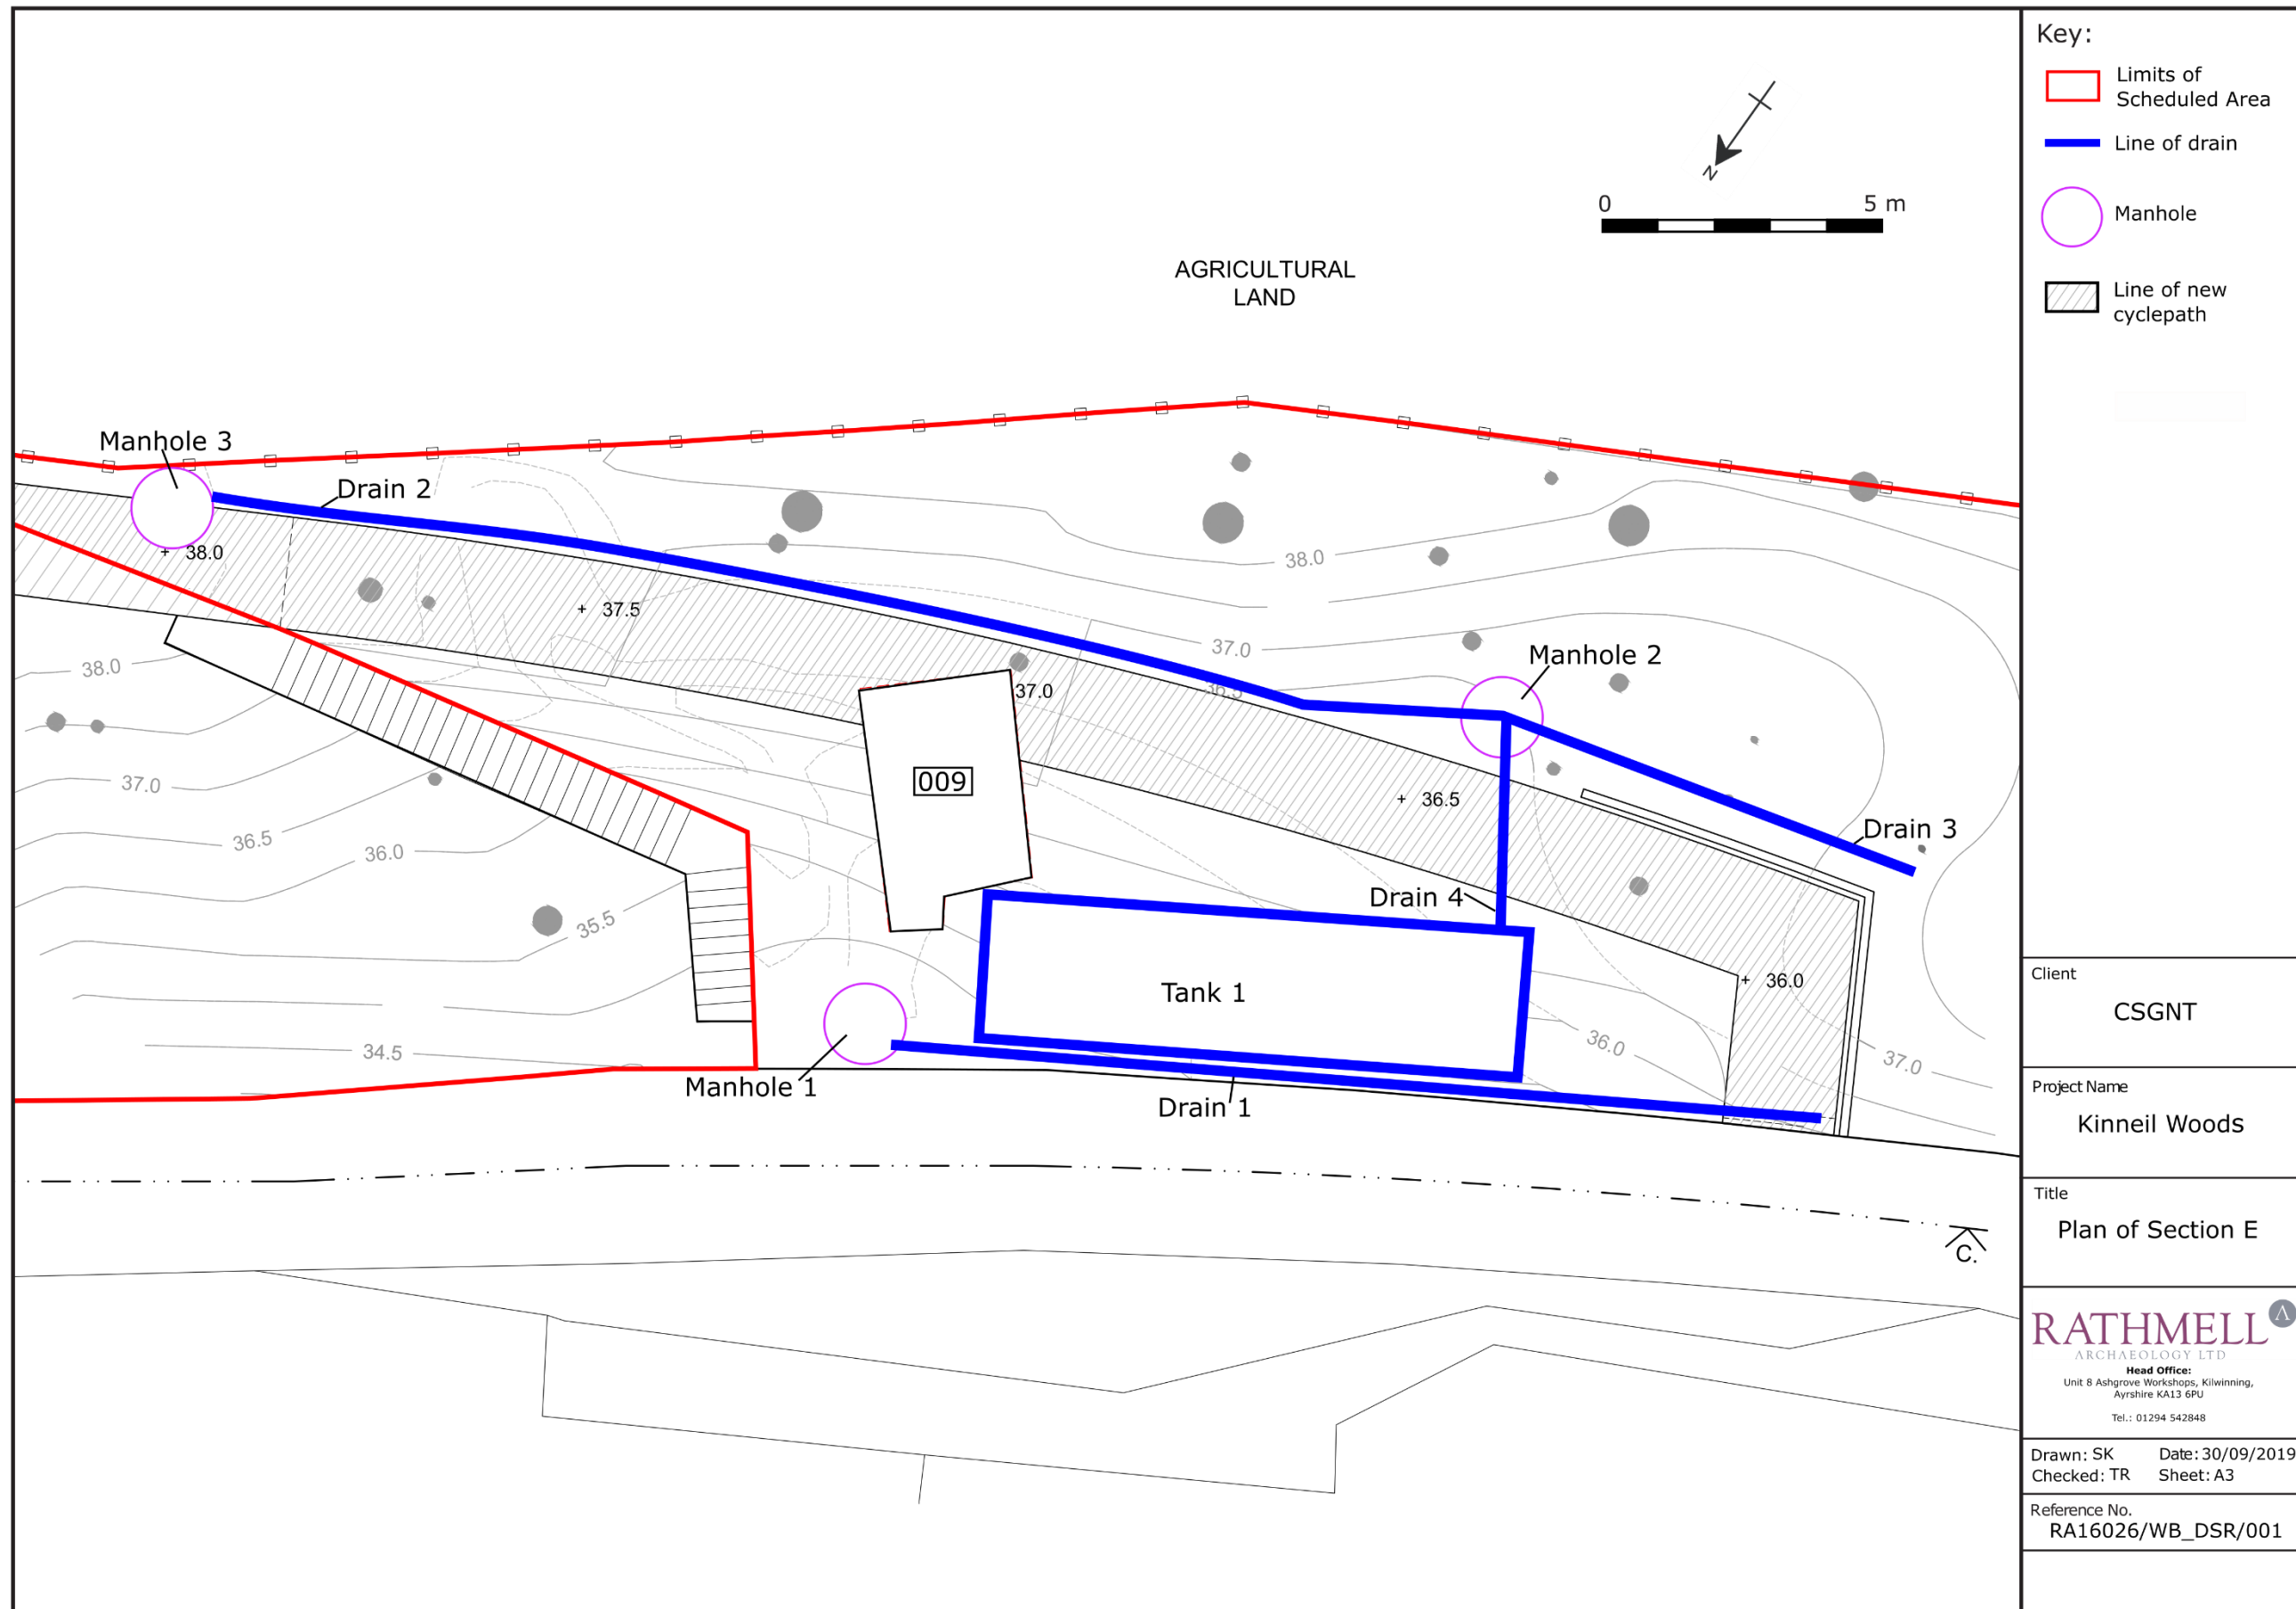 0 5 m
N
AGRICULTURAL
LAND
Manhole 3
Drain 2
38.0
38.0
37.5
37.0
Manhole 2
36.5
37.0
38.0
009
37.0
36.5
Drain 3
36.5
36.0
Drain 4
35.5
Tank 1
36.0
36.0
34.5
37.0
Manhole 1
Drain 1
C.
Key:
Limits of
Scheduled Area
Line of drain
Manhole
Line of new
cyclepath
Client
CSGNT
Project Name
Kinneil Woods
Title
Plan of Section E
RATHMELL Λ
ARCHAEOLOGY LTD
Head Office:
Unit 8 Ashgrove Workshops, Kilwinning,
Ayrshire KA13 6PU
Tel.: 01294 542848
Drawn: SK Date: 30/09/2019
Checked: TR Sheet: A3
Reference No.
RA16026/WB_DSR/001